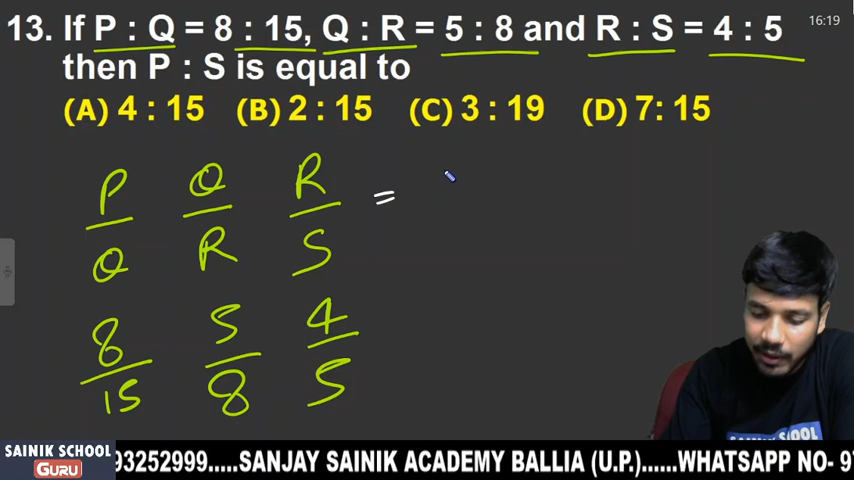 16:19
13. If P : Q = 8 : 15, Q : R = 5 : 8 and R : S = 4 : 5
then P : S is equal to
(A) 4 : 15 (B) 2 : 15 (C) 3 : 19 (D) 7: 15
P Q R =
Q R S
8 5 4
15 8 5
SAINIK SCHOOL
Guru
93252999.....SANJAY SAINIK ACADEMY BALLIA (U.P.)......WHATSAPP NO- 9